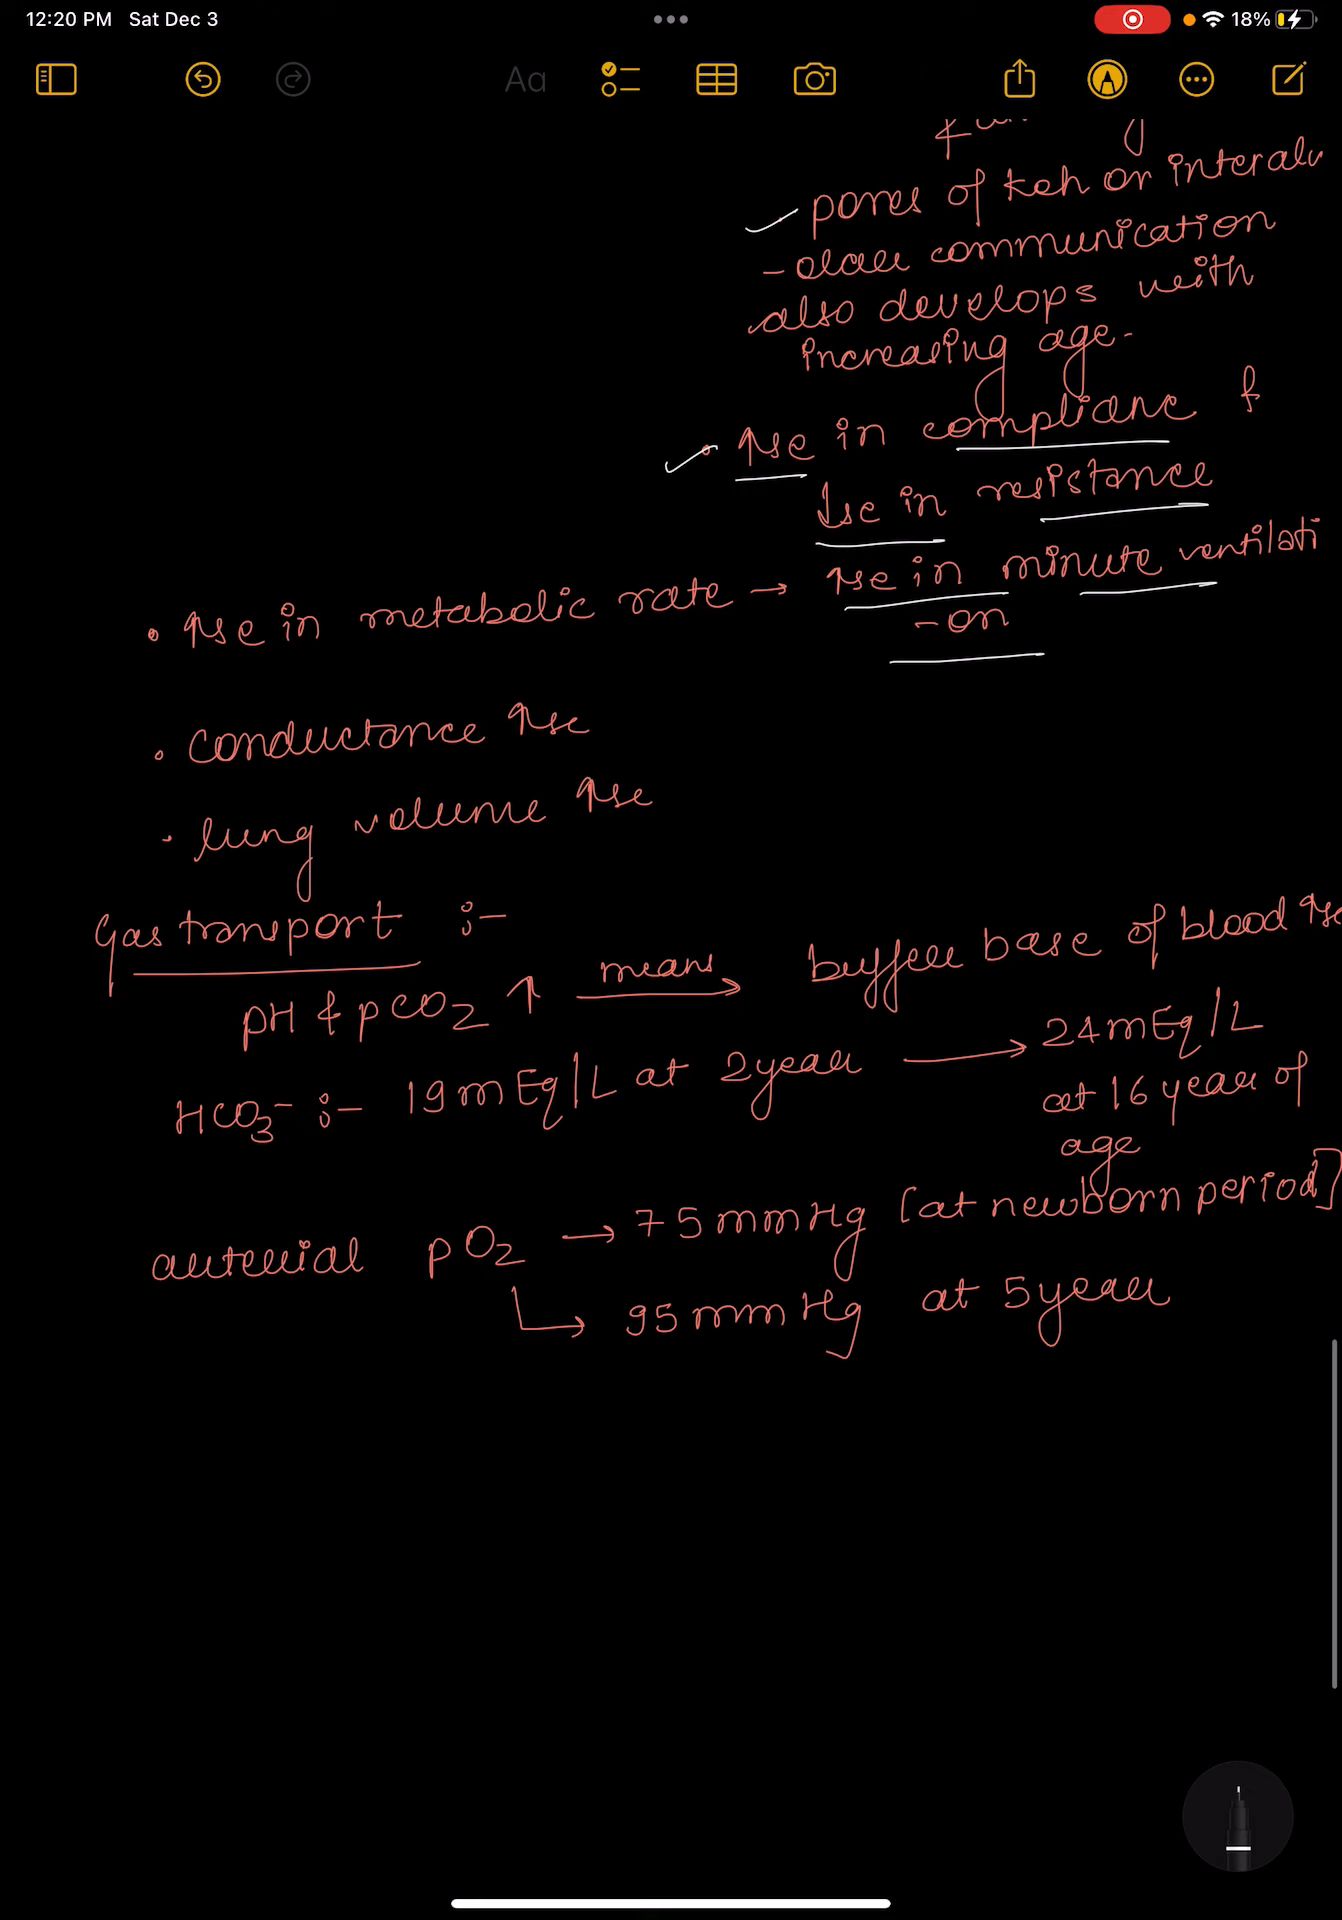 12:20 PM Sat Dec 3
18%
Aa
pores of Koh or interalv
-olar communication
also develops with
increasing age.
• ↑se in compliance &
↓se in resistance
• ↑se in metabolic rate → ↑se in minute ventilati
-on
• conductance ↑se
• lung volume ↑se
Gas transport :-
pH & pCO2 ↑ means → buffer base of blood ↑se
HCO3- :- 19mEq/L at 2year → 24mEq/L
at 16 year of
age
arterial pO2 → 75mmHg [at newborn period]
↳ 95mmHg at 5year